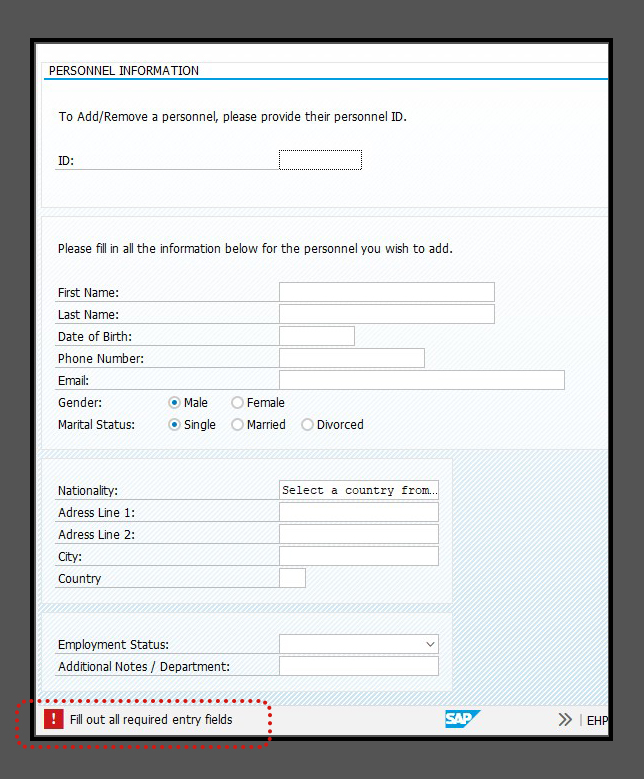 PERSONNEL INFORMATION
To Add/Remove a personnel, please provide their personnel ID.
ID:
Please fill in all the information below for the personnel you wish to add.
First Name:
Last Name:
Date of Birth:
Phone Number:
Email:
Gender: Male Female
Marital Status: Single Married Divorced
Nationality: Select a country from...
Adress Line 1:
Adress Line 2:
City:
Country
Employment Status:
Additional Notes / Department:
! Fill out all required entry fields SAP EHP